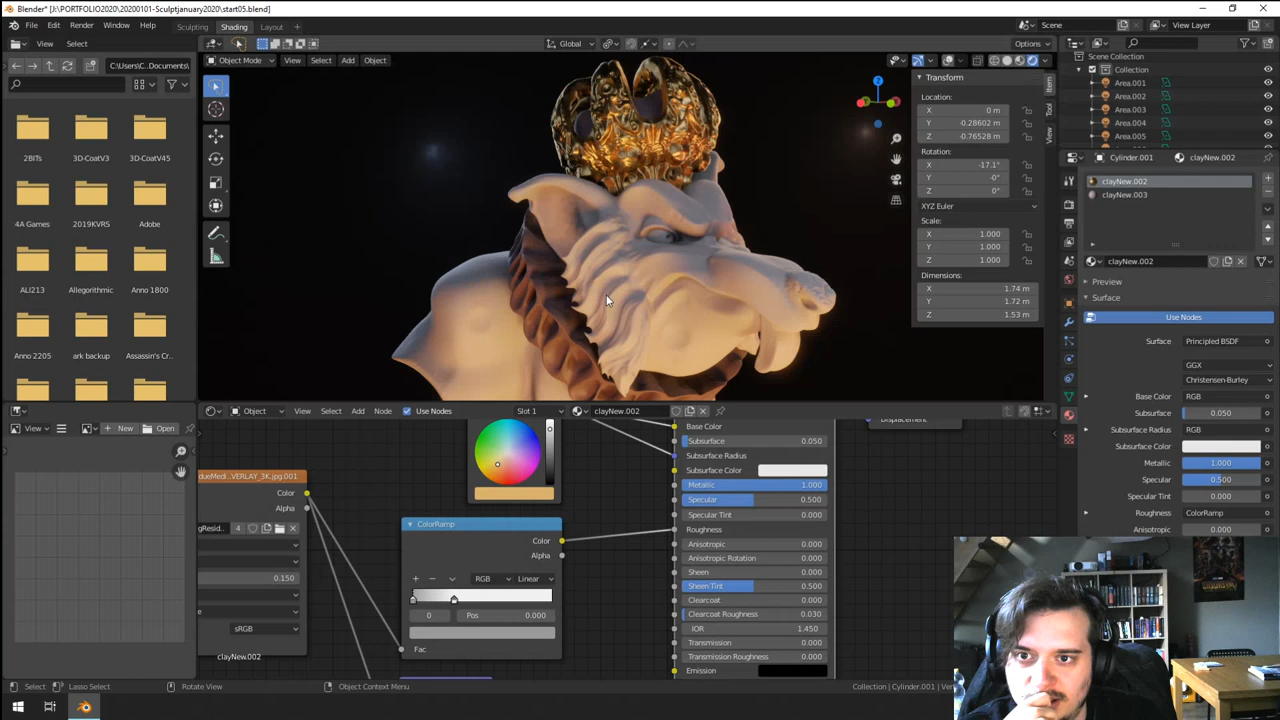 Blender* [J:\PORTFOLIO2020\20200101-Sculptjanuary2020\start05.blend]
File Edit Render Window Help Sculpting Shading Layout Scene View Layer
View Select Global Options
C:\Users\C...Documents\
Object Mode View Select Add Object
2BITs
3D-CoatV3
3D-CoatV45
4A Games
2019KVRS
Adobe
ALI213
Allegorithmic
Anno 1800
Anno 2205
ark backup
Assassin's Cr...
Transform
Location:
X 0 m
Y -0.28602 m
Z -0.76528 m
Rotation:
X -17.1°
Y -0°
Z 0°
XYZ Euler
Scale:
X 1.000
Y 1.000
Z 1.000
Dimensions:
X 1.74 m
Y 1.72 m
Z 1.53 m
Item
Tool
View
Scene Collection
Collection
Area.001
Area.002
Area.003
Area.004
Area.005
Cylinder.001 clayNew.002
clayNew.002
clayNew.003
clayNew.002
Preview
Surface
Use Nodes
Surface: Principled BSDF
GGX
Christensen-Burley
Base Color RGB
Subsurface 0.050
Subsurface Radius RGB
Subsurface Color
Metallic 1.000
Specular 0.500
Specular Tint 0.000
Roughness ColorRamp
Anisotropic 0.000
View New Open
Object View Select Add Node Use Nodes Slot 1 clayNew.002
dueMedi...VERLAY_3K.jpg.001
Color
Alpha
gResid... 4
0.150
sRGB
clayNew.002
ColorRamp
Color
Alpha
RGB Linear
0 Pos 0.000
Fac
Displacement
Base Color
Subsurface 0.050
Subsurface Radius
Subsurface Color
Metallic 1.000
Specular 0.500
Specular Tint 0.000
Roughness
Anisotropic 0.000
Anisotropic Rotation 0.000
Sheen 0.000
Sheen Tint 0.500
Clearcoat 0.000
Clearcoat Roughness 0.030
IOR 1.450
Transmission 0.000
Transmission Roughness 0.000
Emission
Select Lasso Select Rotate View Object Context Menu Collection | Cylinder.001 | Ver